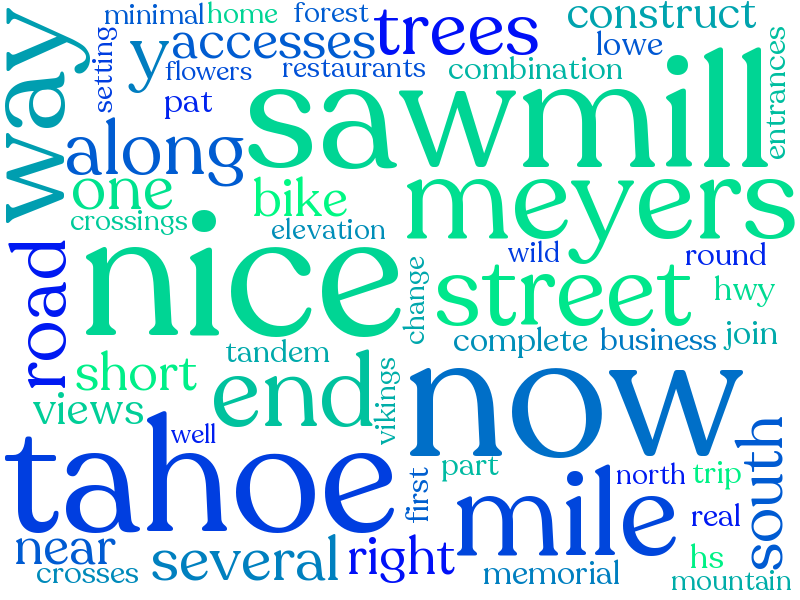 minimal home forest construct
way setting y accesses trees lowe
flowers restaurants combination entrances
pat sawmill
along
one bike meyers
crossings elevation
road nice change wild round
street hwy
tandem complete business join
short end vikings now
views
tahoe well south
first part north trip
mile real
near several right hs
crosses memorial mountain